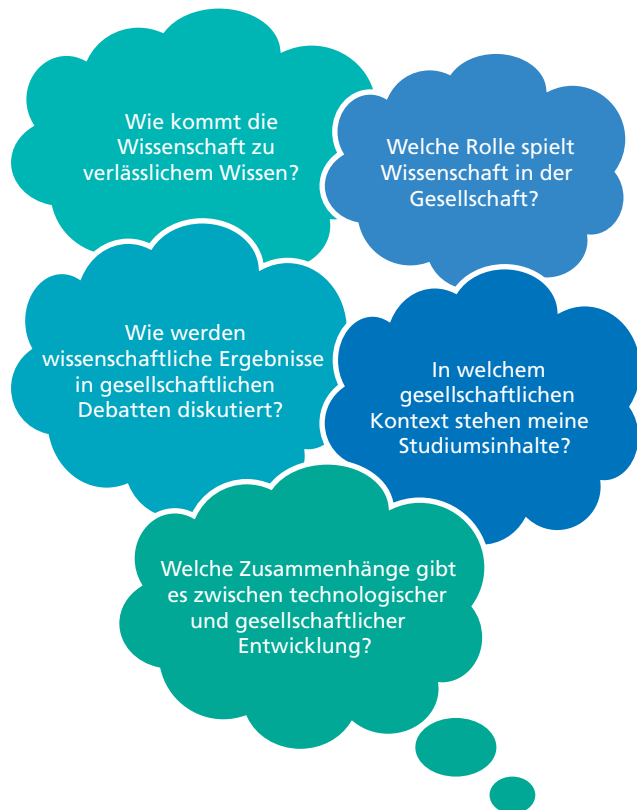 Wie kommt die
Wissenschaft zu
verlässlichem Wissen?
Welche Rolle spielt
Wissenschaft in der
Gesellschaft?
Wie werden
wissenschaftliche Ergebnisse
in gesellschaftlichen
Debatten diskutiert?
In welchem
gesellschaftlichen
Kontext stehen meine
Studiumsinhalte?
Welche Zusammenhänge gibt
es zwischen technologischer
und gesellschaftlicher
Entwicklung?